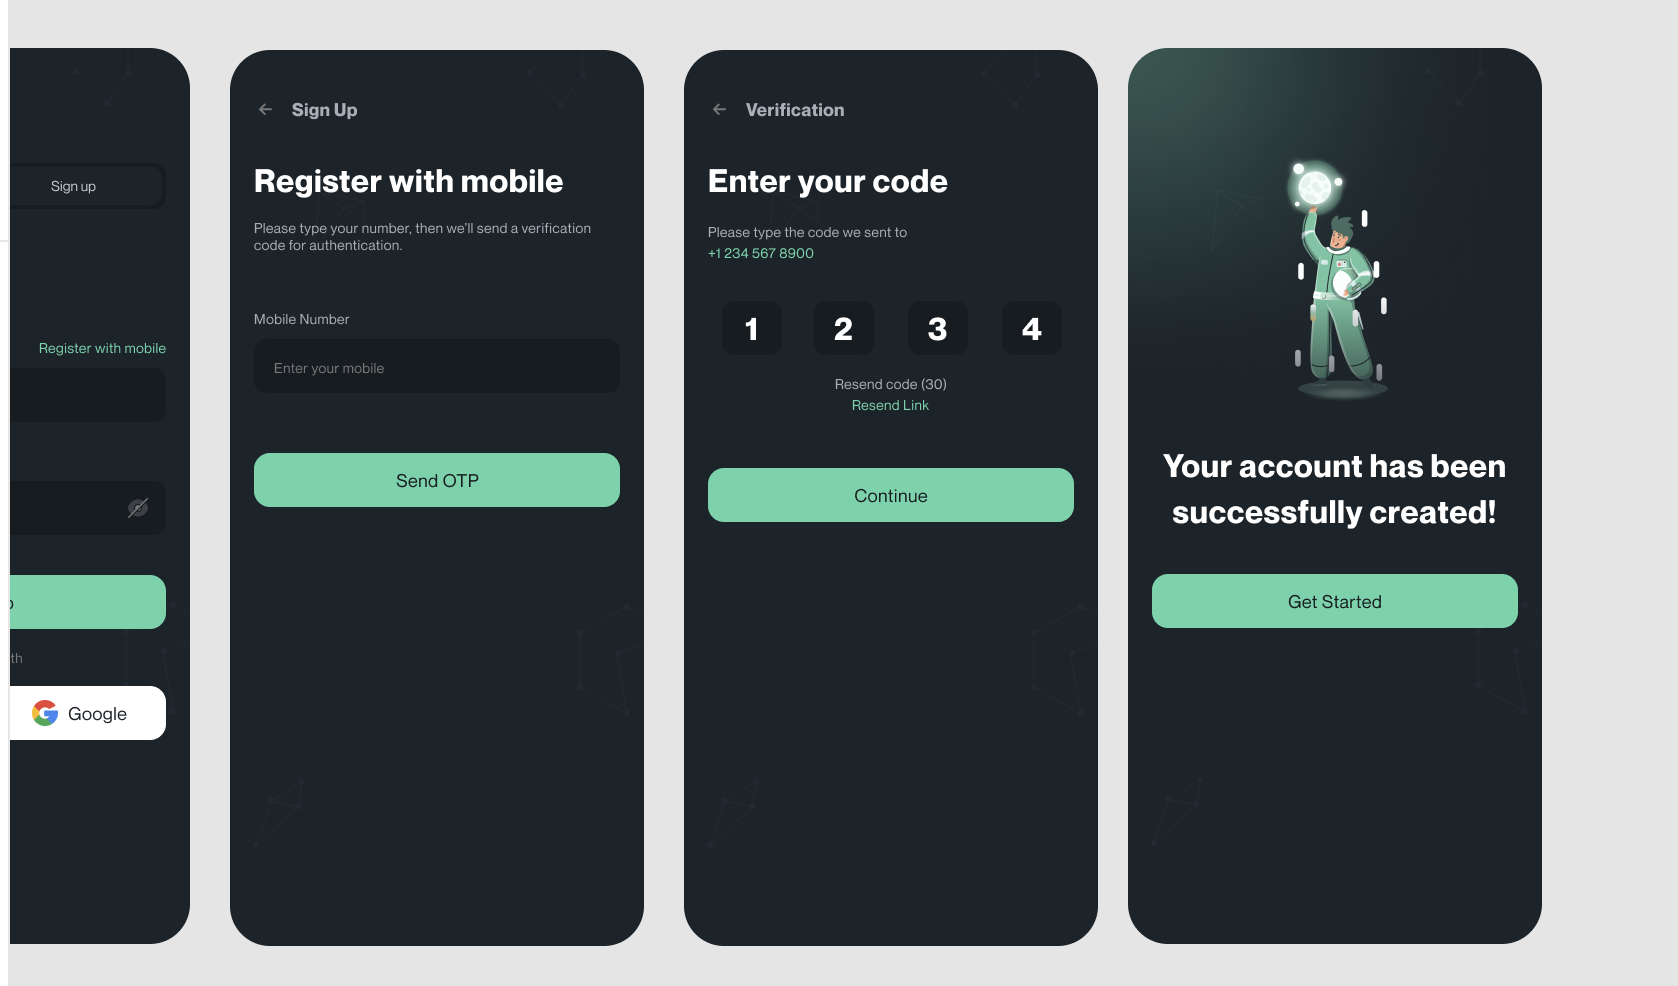 Sign up
Register with mobile
th
Google
Sign Up
Register with mobile
Please type your number, then we'll send a verification
code for authentication.
Mobile Number
Enter your mobile
Send OTP
Verification
Enter your code
Please type the code we sent to
+1 234 567 8900
1 2 3 4
Resend code (30)
Resend Link
Continue
Your account has been
successfully created!
Get Started